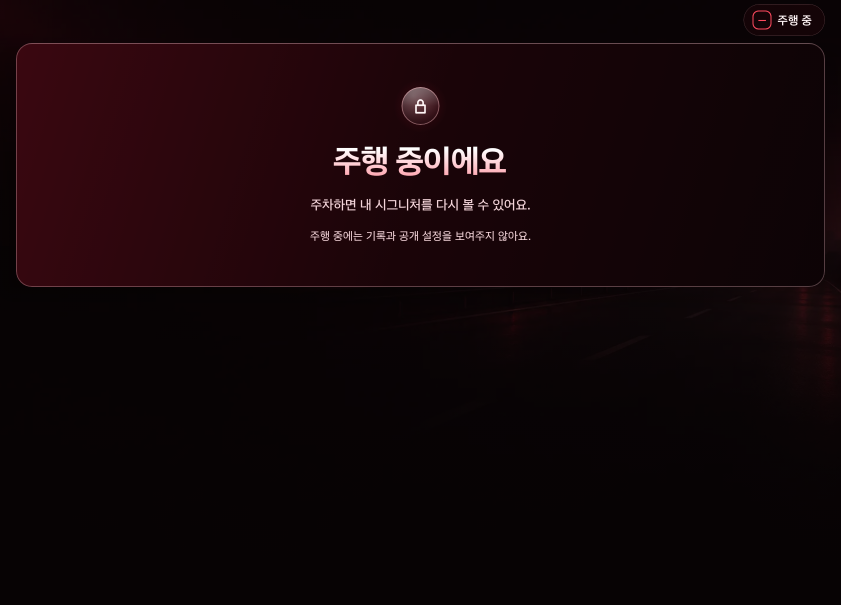 주행 중
주행 중이에요
주차하면 내 시그니처를 다시 볼 수 있어요.
주행 중에는 기록과 공개 설정을 보여주지 않아요.